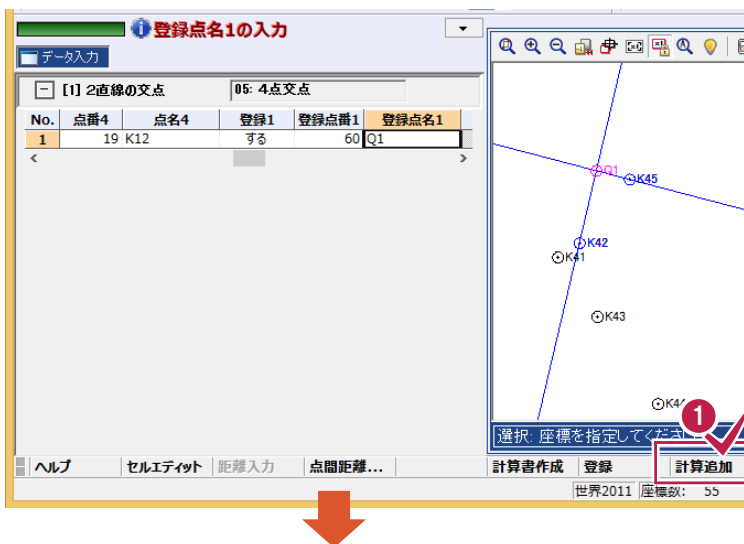 登録点名1の入力
データ入力
[1] 2直線の交点 05: 4点交点
No. 点番4 点名4 登録1 登録点番1 登録点名1
1 19 K12 する 60 Q1
Q1
K45
K42
K41
K43
K44
1
選択: 座標を指定してください
ヘルプ セルエディット 距離入力 点間距離... 計算書作成 登録 計算追加
世界2011 座標数: 55